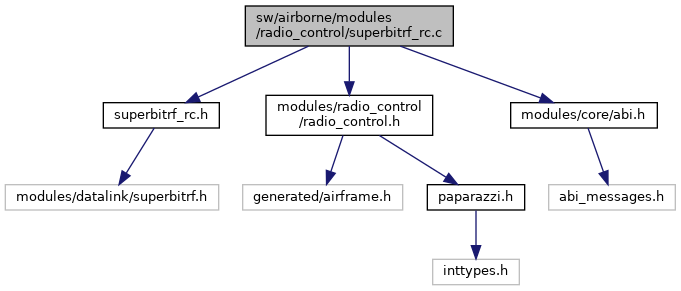 sw/airborne/modules
/radio_control/superbitrf_rc.c
superbitrf_rc.h
modules/radio_control
/radio_control.h
modules/core/abi.h
modules/datalink/superbitrf.h
generated/airframe.h
paparazzi.h
abi_messages.h
inttypes.h